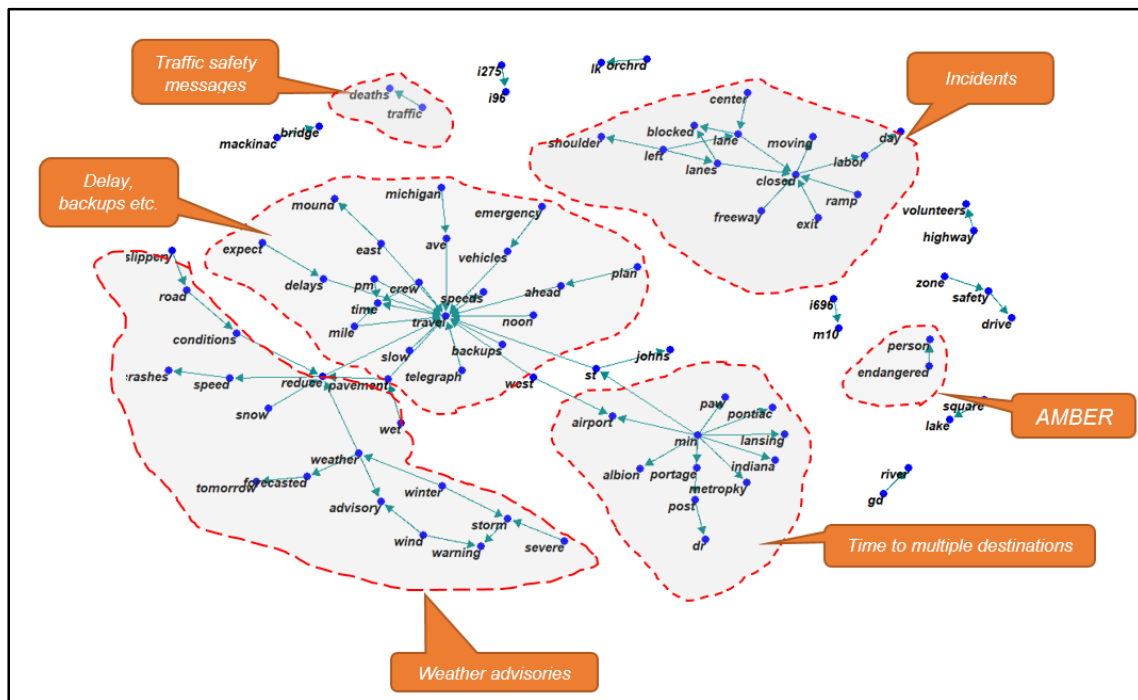 Traffic safety
messages
deaths
traffic
i275
i96
lk orchrd
mackinac bridge
Incidents
center
blocked
lane
moving
day
shoulder
left
lanes
labor
closed
ramp
freeway
exit
volunteers
highway
Delay,
backups etc.
michigan
mound
emergency
expect
east
ave
vehicles
plan
delays
pm
crew
speeds
ahead
time
travel
noon
mile
slow
backups
telegraph
slippery
road
conditions
rashes
speed
reduce
pavement
west
st
johns
snow
wet
zone
safety
drive
i696
m10
person
endangered
AMBER
square
lake
river
gd
airport
paw
pontiac
min
lansing
albion
portage
indiana
metropky
post
dr
Time to multiple destinations
weather
tomorrow
forecasted
winter
advisory
storm
wind
warning
severe
Weather advisories